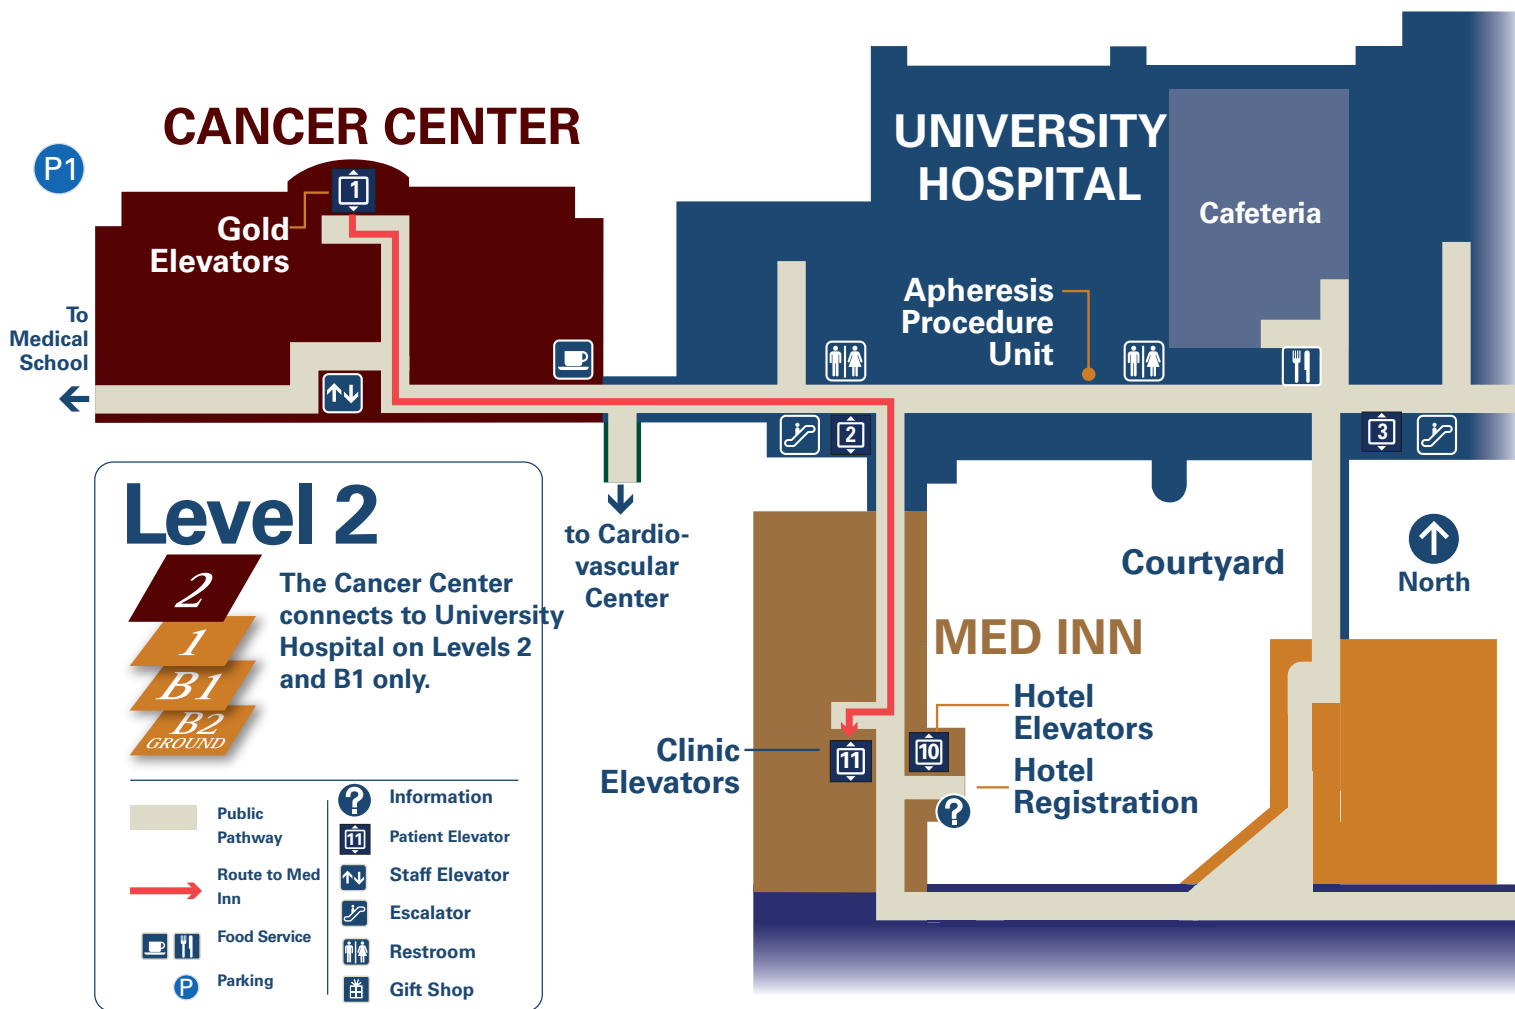 CANCER CENTER
P1
1
Gold
Elevators
To
Medical
School
UNIVERSITY
HOSPITAL
Cafeteria
Apheresis
Procedure
Unit
2
3
to Cardio-
vascular
Center
Courtyard
North
MED INN
Hotel
Elevators
10
Hotel
Registration
?
Clinic
Elevators
11
Level 2
2
1
B1
B2
GROUND
The Cancer Center
connects to University
Hospital on Levels 2
and B1 only.
Public
Pathway
Route to Med
Inn
Food Service
P
Parking
?
Information
11
Patient Elevator
Staff Elevator
Escalator
Restroom
Gift Shop